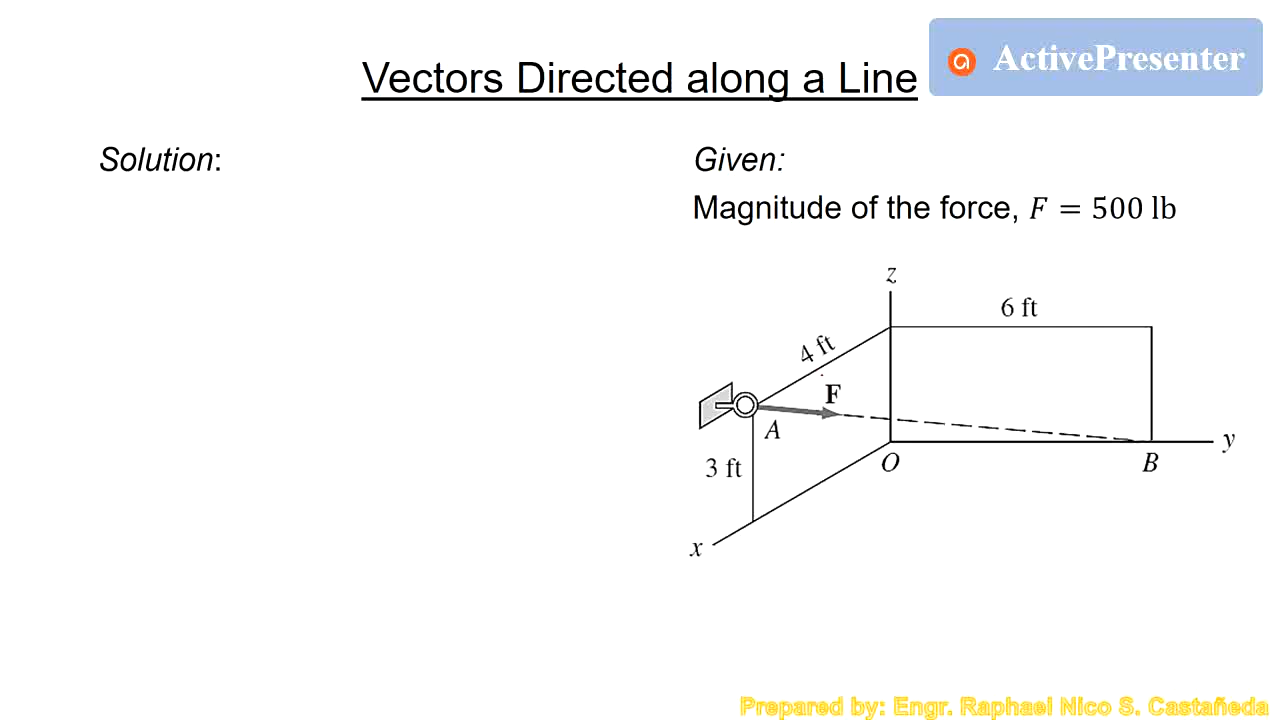 Vectors Directed along a Line
ActivePresenter
Solution:
Given:
Magnitude of the force, F = 500 lb
z
6 ft
4 ft
F
A
3 ft
O
B
y
x
Prepared by: Engr. Raphael Nico S. Castañeda